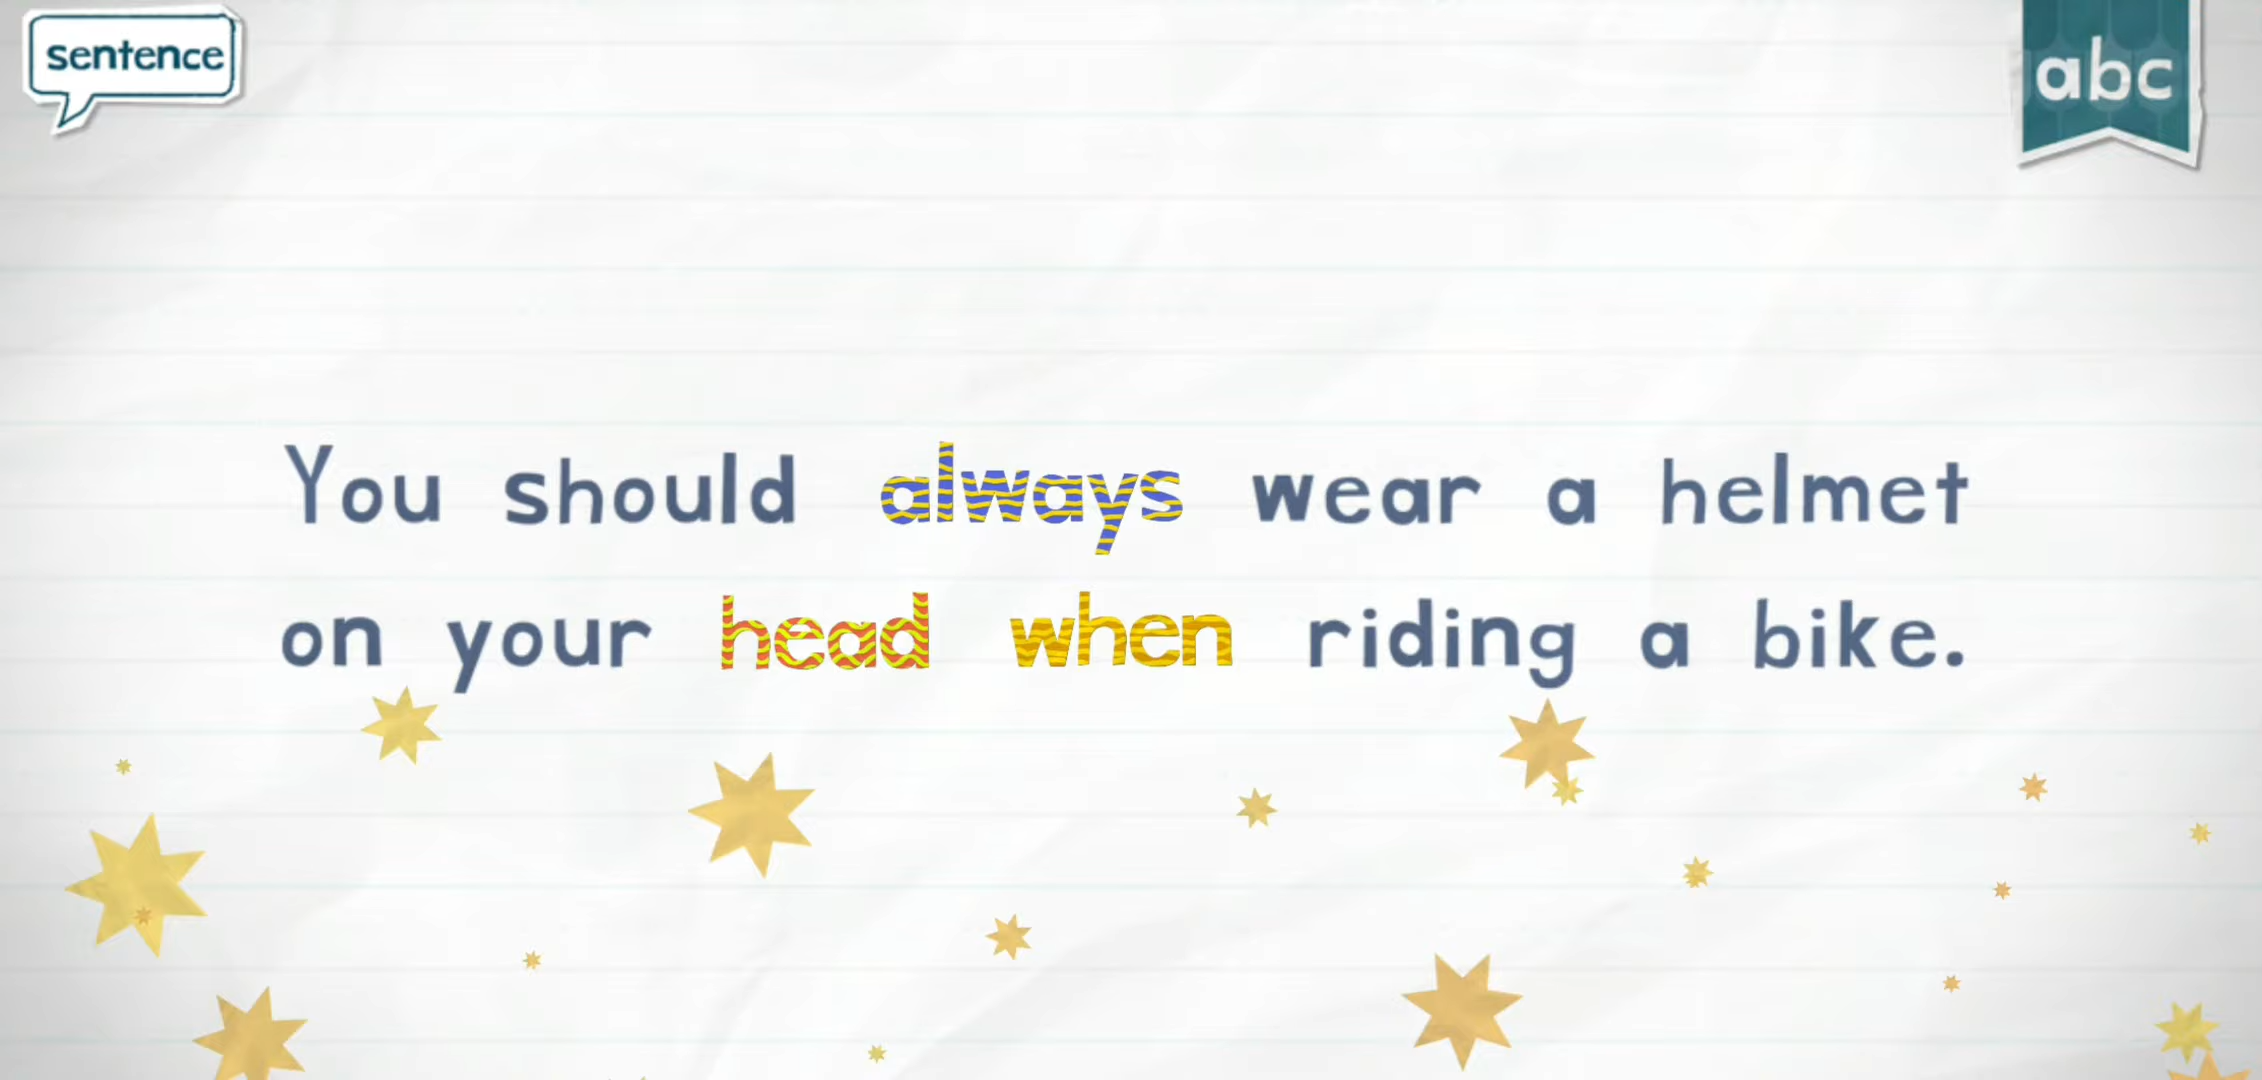 sentence
abc
You should always wear a helmet
on your head when riding a bike.